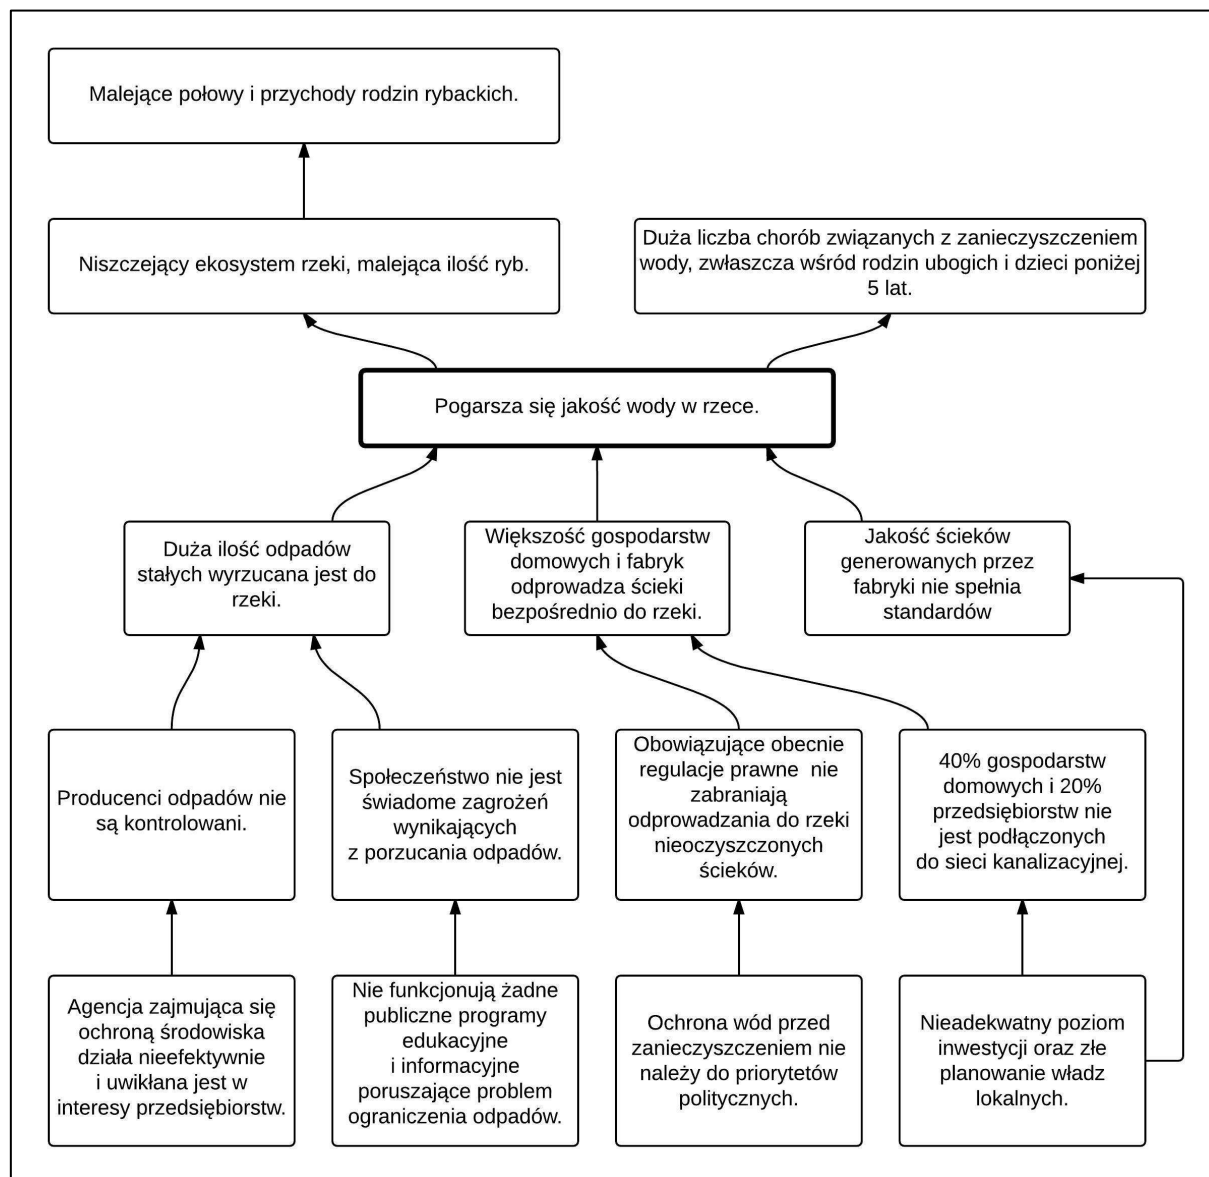 Malejące połowy i przychody rodzin rybackich.
Niszczejący ekosystem rzeki, malejąca ilość ryb.
Duża liczba chorób związanych z zanieczyszczeniem
wody, zwłaszcza wśród rodzin ubogich i dzieci poniżej
5 lat.
Pogarsza się jakość wody w rzece.
Duża ilość odpadów
stałych wyrzucana jest do
rzeki.
Większość gospodarstw
domowych i fabryk
odprowadza ścieki
bezpośrednio do rzeki.
Jakość ścieków
generowanych przez
fabryki nie spełnia
standardów
Producenci odpadów nie
są kontrolowani.
Społeczeństwo nie jest
świadome zagrożeń
wynikających
z porzucania odpadów.
Obowiązujące obecnie
regulacje prawne  nie
zabraniają
odprowadzania do rzeki
nieoczyszczonych
ścieków.
40% gospodarstw
domowych i 20%
przedsiębiorstw nie
jest podłączonych
do sieci kanalizacyjnej.
Agencja zajmująca się
ochroną środowiska
działa nieefektywnie
i uwikłana jest w
interesy przedsiębiorstw.
Nie funkcjonują żadne
publiczne programy
edukacyjne
i informacyjne
poruszające problem
ograniczenia odpadów.
Ochrona wód przed
zanieczyszczeniem nie
należy do priorytetów
politycznych.
Nieadekwatny poziom
inwestycji oraz złe
planowanie władz
lokalnych.